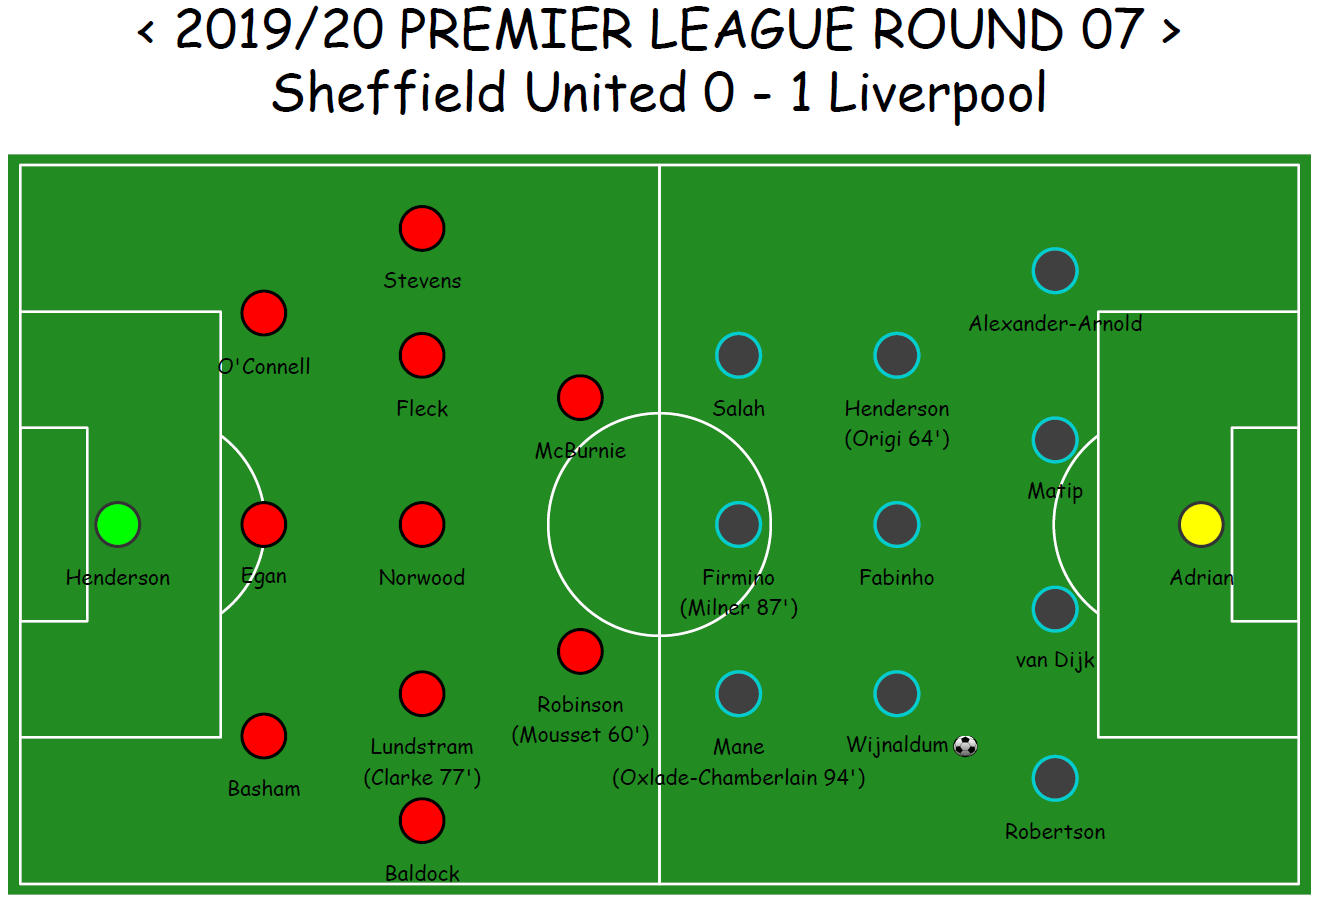 < 2019/20 PREMIER LEAGUE ROUND 07 >
Sheffield United 0 - 1 Liverpool
Stevens
O'Connell
Fleck
McBurnie
Henderson
Egan
Norwood
Robinson
(Mousset 60')
Lundstram
(Clarke 77')
Basham
Baldock
Salah
Henderson
(Origi 64')
Alexander-Arnold
Matip
Firmino
(Milner 87')
Fabinho
Adrian
van Dijk
Mane
(Oxlade-Chamberlain 94')
Wijnaldum
Robertson